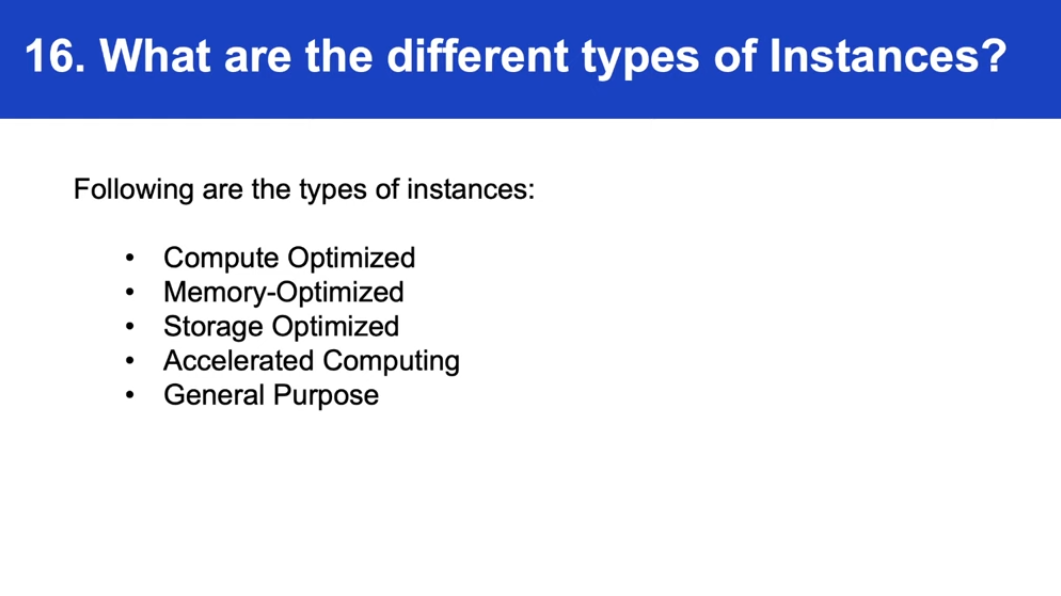 16. What are the different types of Instances?
Following are the types of instances:
• Compute Optimized
• Memory-Optimized
• Storage Optimized
• Accelerated Computing
• General Purpose